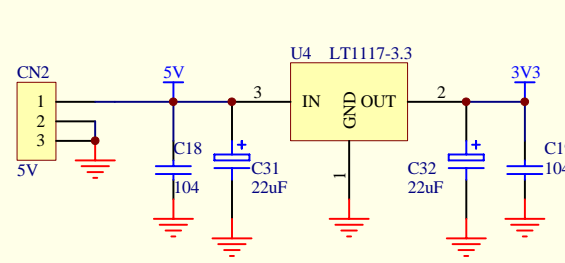 U4 LT1117-3.3
CN2 5V 3V3
1 3 IN GND OUT 2
2
3
C18 C31 C32
5V 104 22uF 1 22uF 104